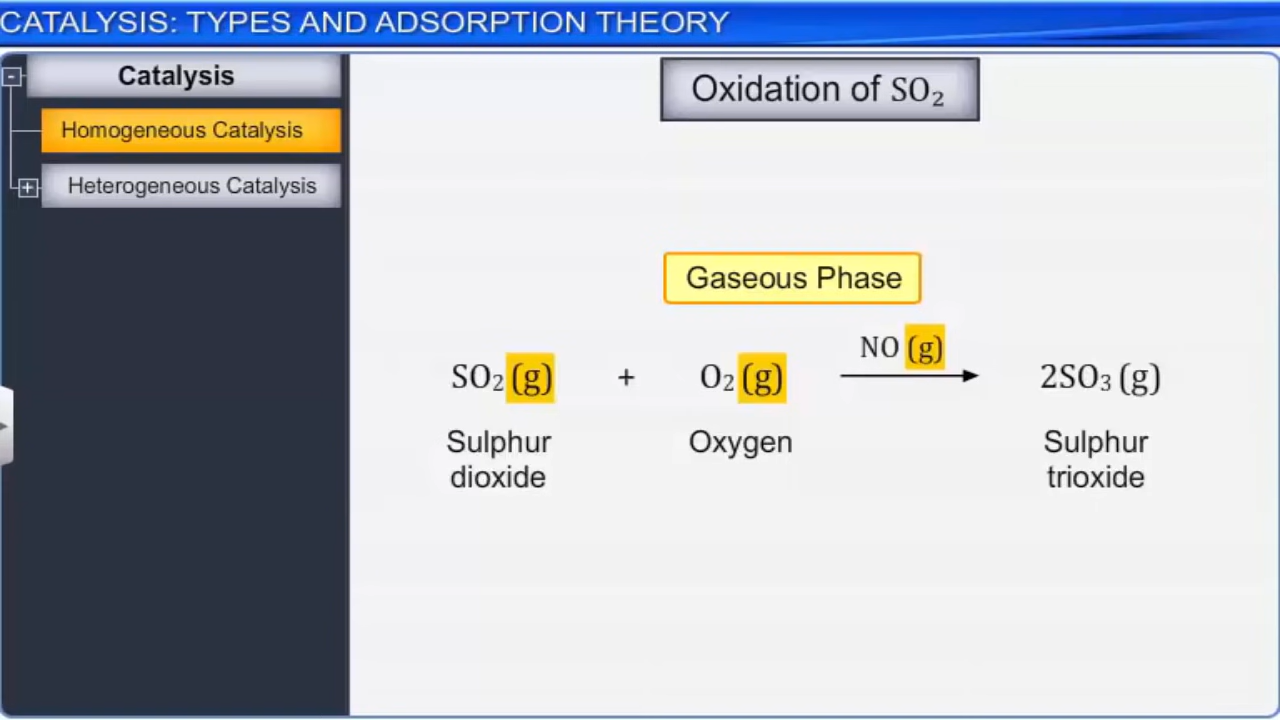 CATALYSIS: TYPES AND ADSORPTION THEORY
Catalysis
Homogeneous Catalysis
Heterogeneous Catalysis
Oxidation of SO₂
Gaseous Phase
NO (g)
SO₂ (g) + O₂ (g) → 2SO₃ (g)
Sulphur dioxide
Oxygen
Sulphur trioxide